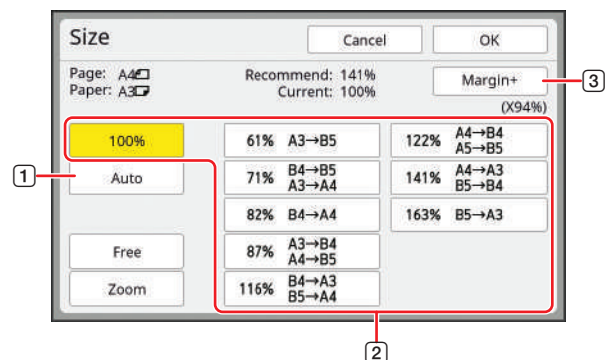 Size
Cancel
OK
Page: A4
Paper: A3
Recommend: 141%
Current: 100%
Margin+
(X94%)
100%
Auto
Free
Zoom
61% A3→B5
71% B4→B5
A3→A4
82% B4→A4
87% A3→B4
A4→B5
116% B4→A3
B5→A4
122% A4→B4
A5→B5
141% A4→A3
B5→B4
163% B5→A3
1
2
3